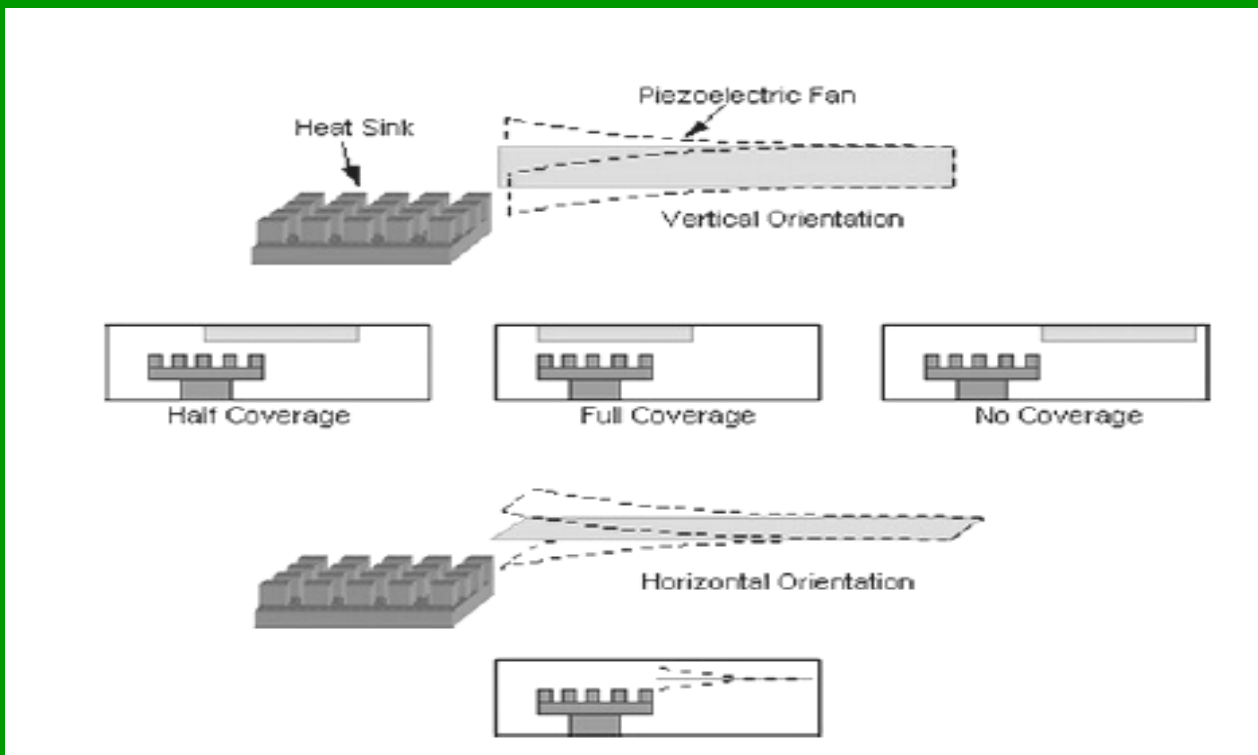 Piezoelectric Fan
Heat Sink
Vertical Orientation
Half Coverage
Full Coverage
No Coverage
Horizontal Orientation